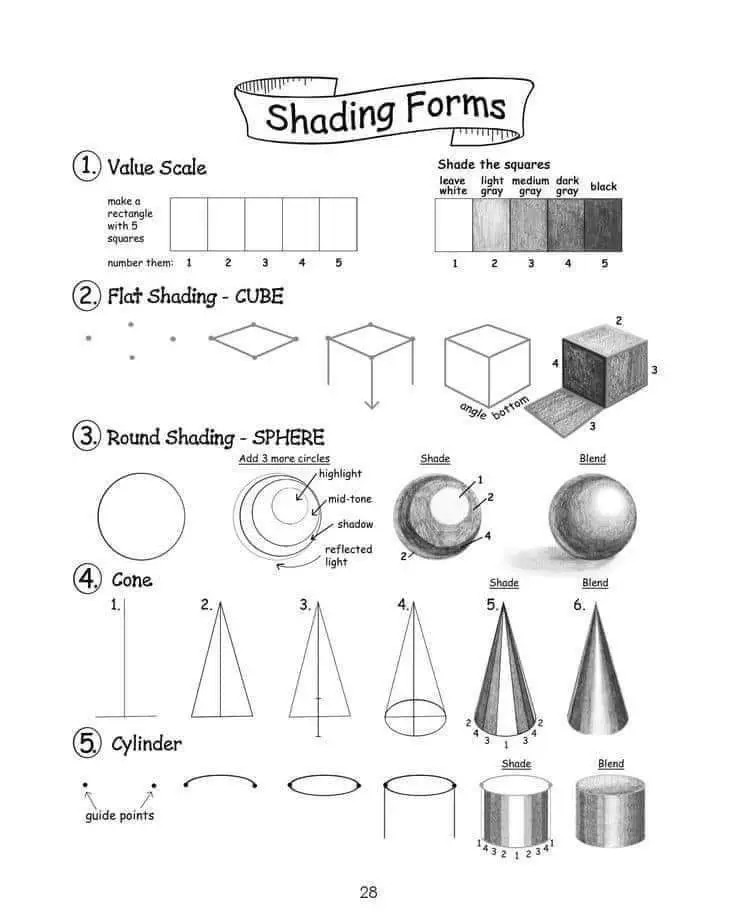 Shading Forms
1. Value Scale
make a
rectangle
with 5
squares
number them: 1 2 3 4 5
Shade the squares
leave white
light gray
medium gray
dark gray
black
1 2 3 4 5
2. Flat Shading - CUBE
angle bottom
2
4
3
3
3. Round Shading - SPHERE
Add 3 more circles
highlight
mid-tone
shadow
reflected
light
Shade
1
2
4
2
Blend
4. Cone
1.
2.
3.
4.
Shade
5.
2 4 3 1 3 4 2
Blend
6.
5. Cylinder
guide points
Shade
1 4 3 2 1 2 3 4 1
Blend
28